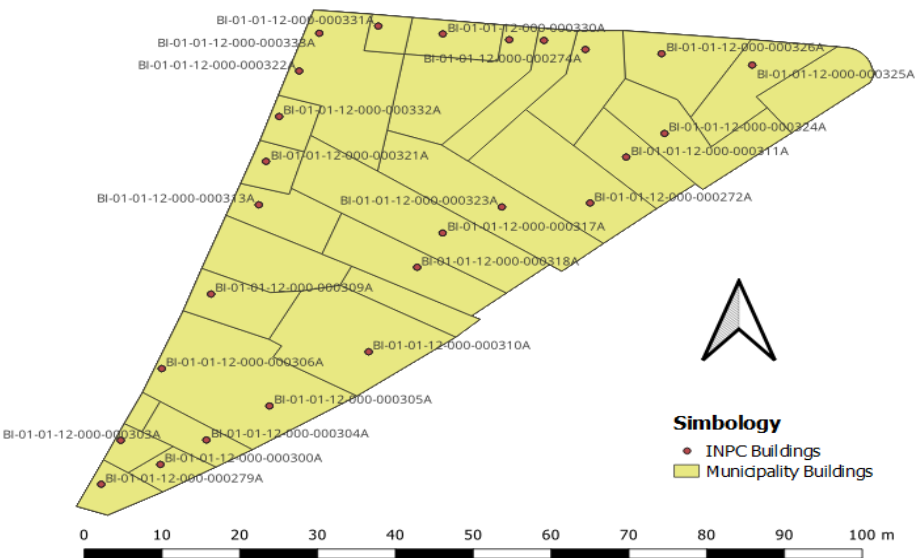 BI-01-01-12-000-000331A
BI-01-01-12-000-000330A
BI-01-01-12-000-000333A
BI-01-01-12-000-000326A
BI-01-01-12-000-000274A
BI-01-01-12-000-000322A
BI-01-01-12-000-000325A
BI-01-01-12-000-000332A
BI-01-01-12-000-000324A
BI-01-01-12-000-000311A
BI-01-01-12-000-000321A
BI-01-01-12-000-000313A
BI-01-01-12-000-000323A
BI-01-01-12-000-000272A
BI-01-01-12-000-000317A
BI-01-01-12-000-000318A
BI-01-01-12-000-000309A
BI-01-01-12-000-000310A
BI-01-01-12-000-000306A
BI-01-01-12-000-000305A
BI-01-01-12-000-000303A
BI-01-01-12-000-000304A
BI-01-01-12-000-000300A
BI-01-01-12-000-000279A
Simbology
INPC Buildings
Municipality Buildings
0 10 20 30 40 50 60 70 80 90 100 m